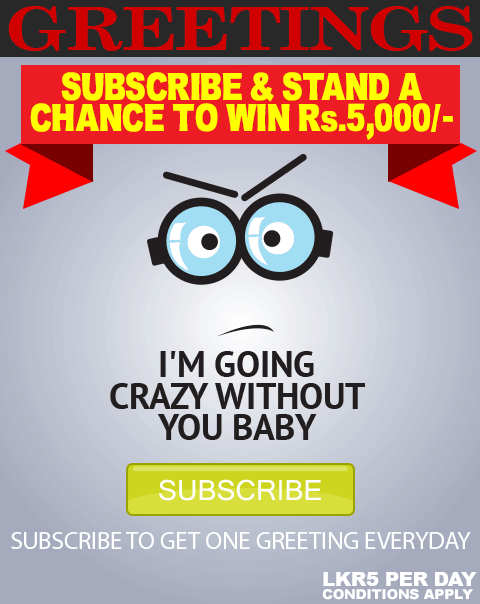 GREETINGS
SUBSCRIBE & STAND A
CHANCE TO WIN Rs.5,000/-
I'M GOING
CRAZY WITHOUT
YOU BABY
SUBSCRIBE
SUBSCRIBE TO GET ONE GREETING EVERYDAY
LKR5 PER DAY
CONDITIONS APPLY